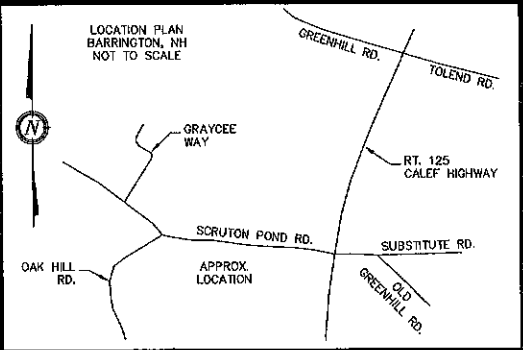 LOCATION PLAN
BARRINGTON, NH
NOT TO SCALE
GREENHILL RD.
TOLEND RD.
N
GRAYCEE
WAY
RT. 125
CALEF HIGHWAY
SCRUTON POND RD.
SUBSTITUTE RD.
OAK HILL
RD.
APPROX.
LOCATION
OLD
GREENHILL RD.